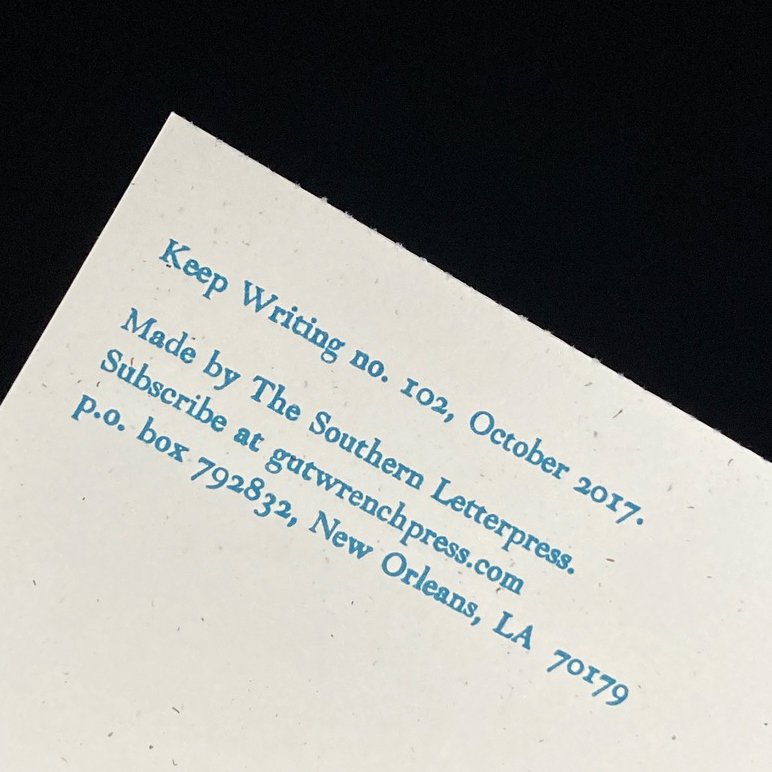 Keep Writing no. 102, October 2017.
Made by The Southern Letterpress.
Subscribe at gutwrenchpress.com
p.o. box 792832, New Orleans, LA 70179